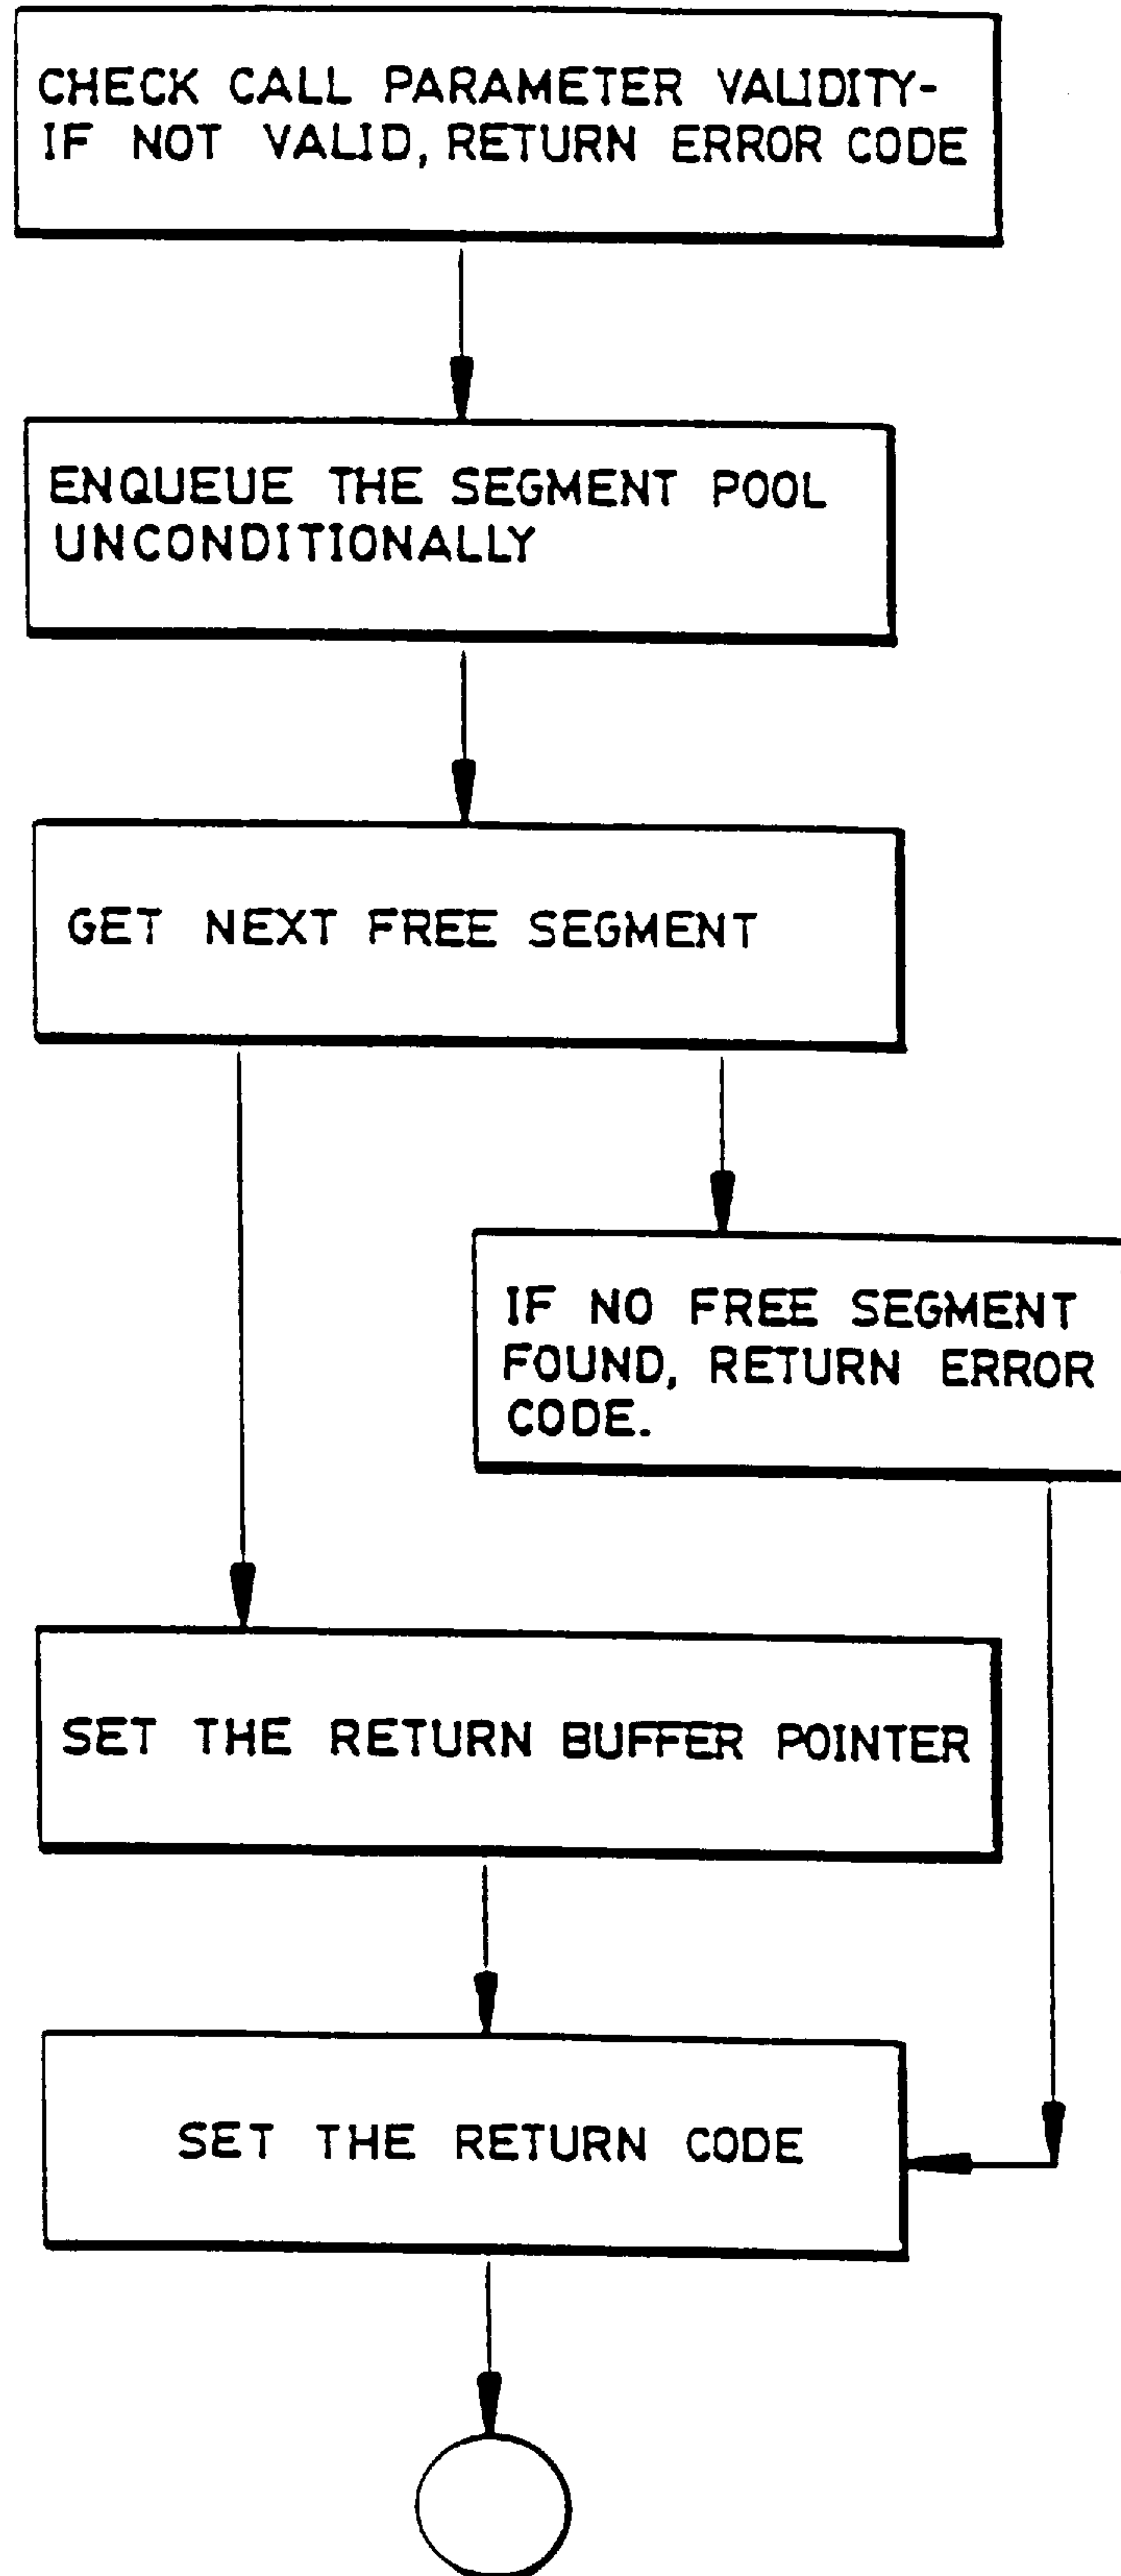 CHECK CALL PARAMETER VALIDITY-
IF NOT VALID, RETURN ERROR CODE
ENQUEUE THE SEGMENT POOL
UNCONDITIONALLY
GET NEXT FREE SEGMENT
IF NO FREE SEGMENT
FOUND, RETURN ERROR
CODE.
SET THE RETURN BUFFER POINTER
SET THE RETURN CODE